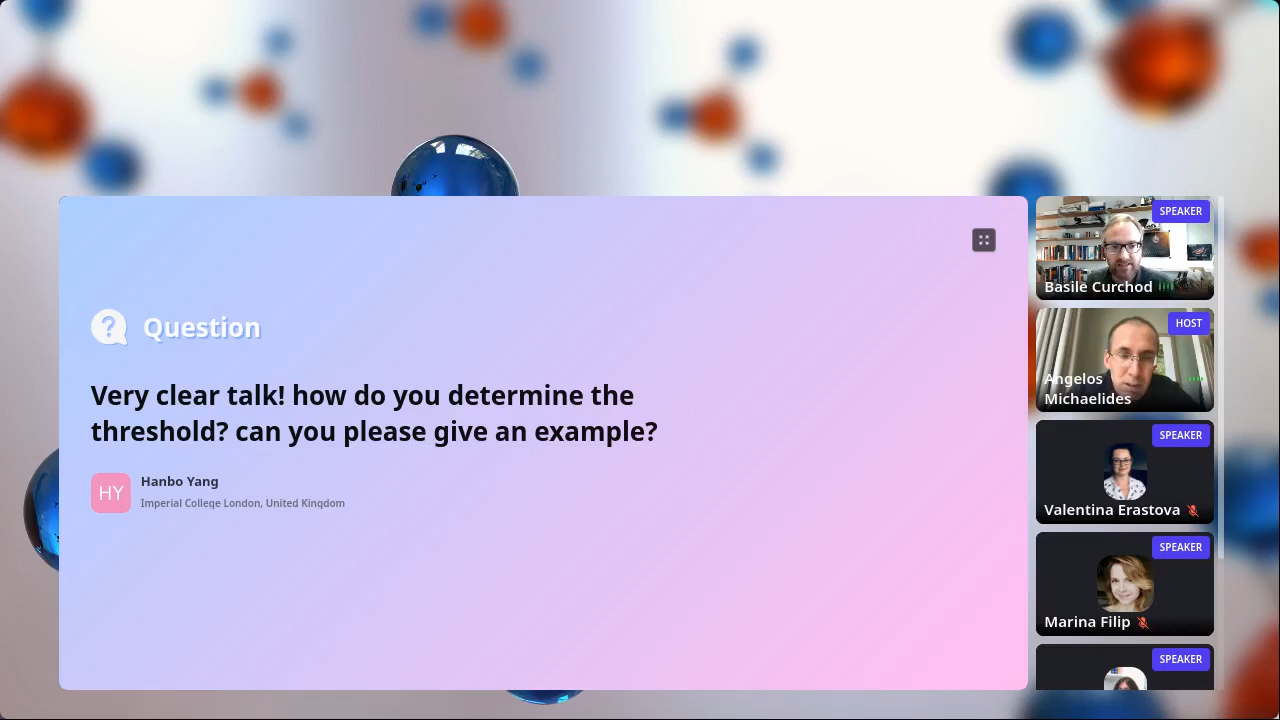 Question
Very clear talk! how do you determine the
threshold? can you please give an example?
HY
Hanbo Yang
Imperial College London, United Kingdom
SPEAKER
Basile Curchod
HOST
Angelos
Michaelides
SPEAKER
Valentina Erastova
SPEAKER
Marina Filip
SPEAKER